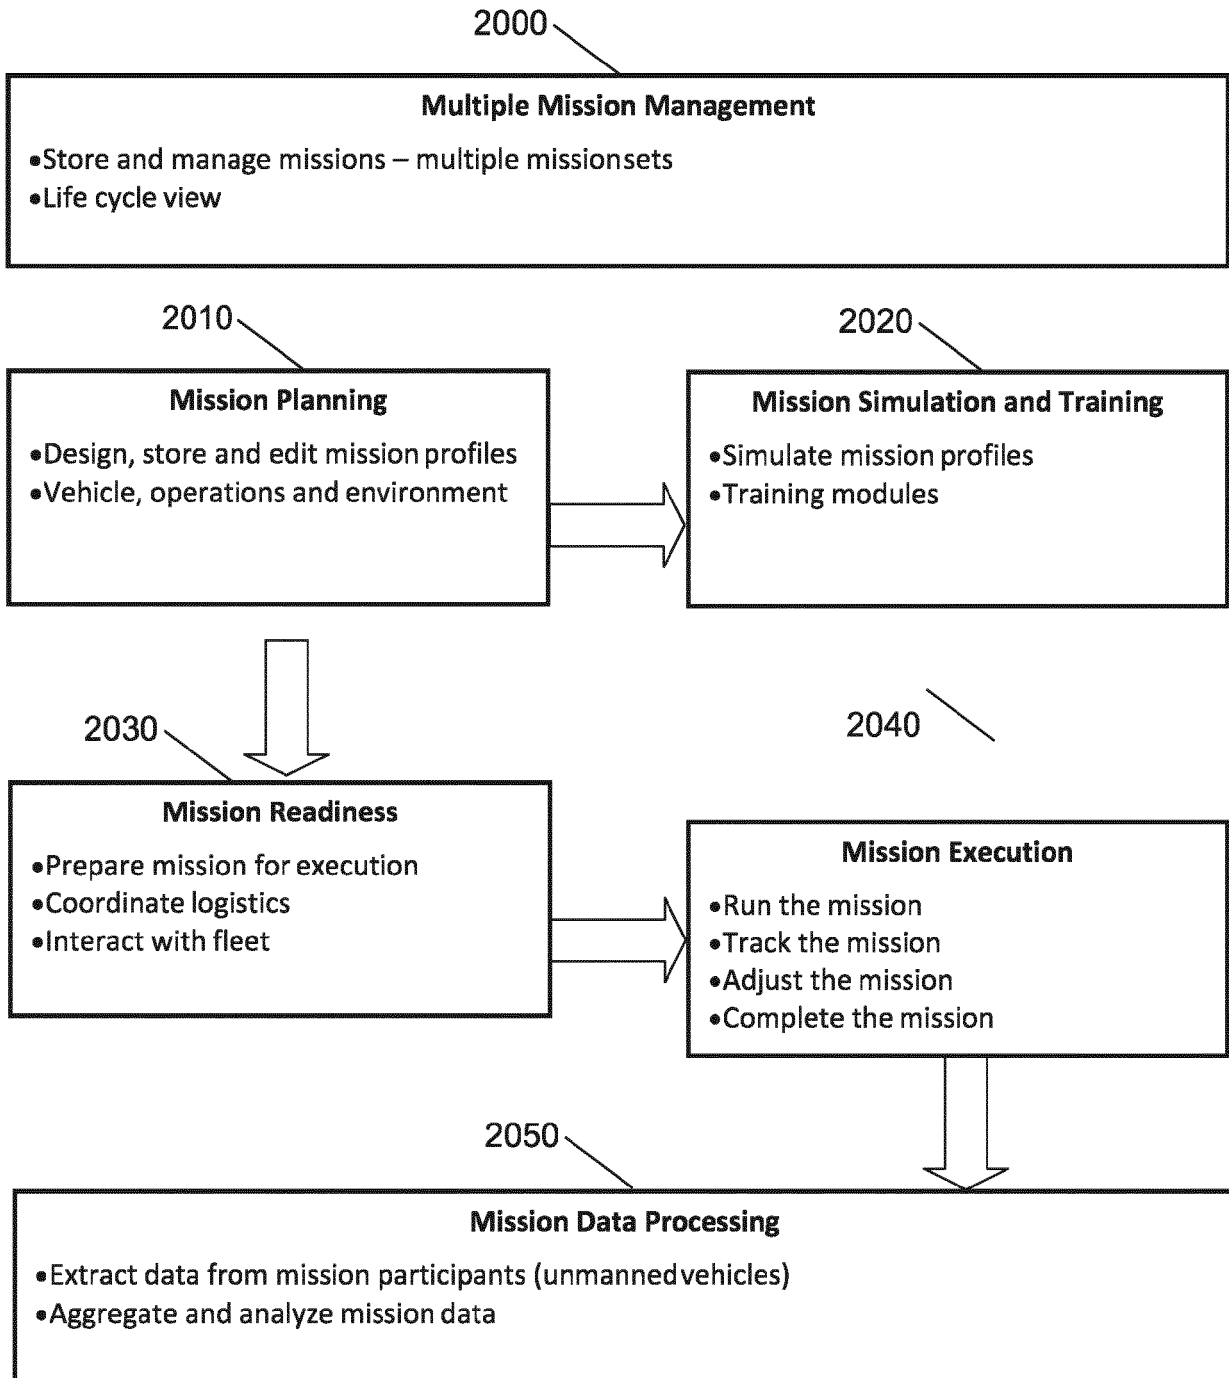 2000
Multiple Mission Management
•Store and manage missions – multiple mission sets
•Life cycle view
2010
Mission Planning
•Design, store and edit mission profiles
•Vehicle, operations and environment
2020
Mission Simulation and Training
•Simulate mission profiles
•Training modules
2030
Mission Readiness
•Prepare mission for execution
•Coordinate logistics
•Interact with fleet
2040
Mission Execution
•Run the mission
•Track the mission
•Adjust the mission
•Complete the mission
2050
Mission Data Processing
•Extract data from mission participants (unmanned vehicles)
•Aggregate and analyze mission data